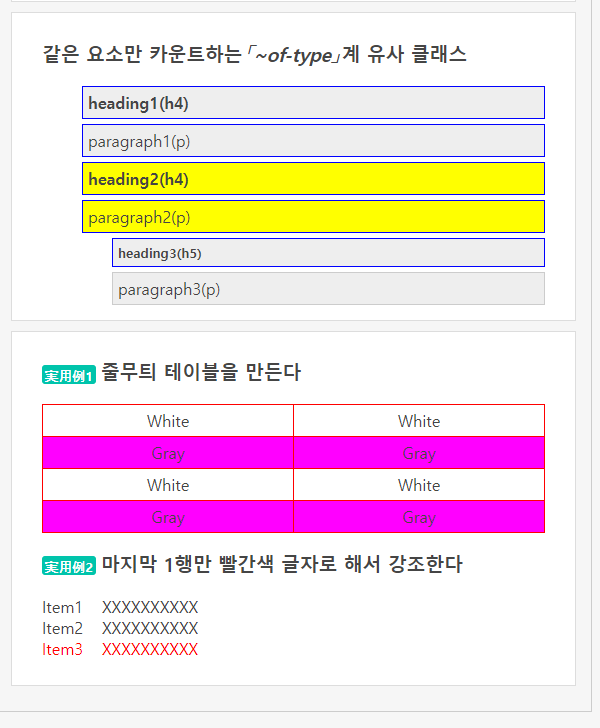 같은 요소만 카운트하는 「~of-type」계 유사 클래스
heading1(h4)
paragraph1(p)
heading2(h4)
paragraph2(p)
heading3(h5)
paragraph3(p)
実用例1 줄무늬 테이블을 만든다
White White
Gray Gray
White White
Gray Gray
実用例2 마지막 1행만 빨간색 글자로 해서 강조한다
Item1 XXXXXXXXXX
Item2 XXXXXXXXXX
Item3 XXXXXXXXXX